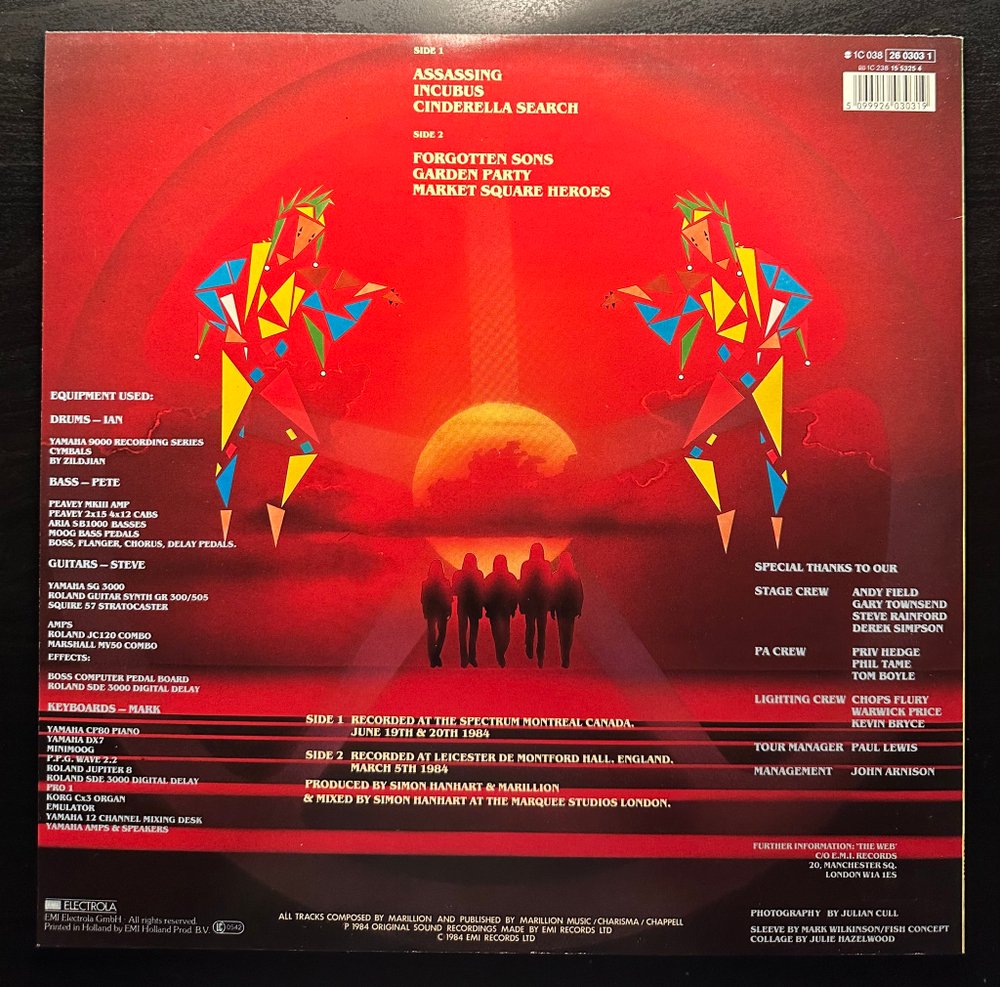 SIDE 1
ASSASSING
INCUBUS
CINDERELLA SEARCH
SIDE 2
FORGOTTEN SONS
GARDEN PARTY
MARKET SQUARE HEROES
1C 038 26 0303 1
1C 238 15 5325 4
5 099926 030319
EQUIPMENT USED:
DRUMS – IAN
YAMAHA 9000 RECORDING SERIES
CYMBALS
BY ZILDJIAN
BASS – PETE
PEAVEY MKIII AMP
PEAVEY 2x15 4x12 CABS
ARIA SB1000 BASSES
MOOG BASS PEDALS
BOSS, FLANGER, CHORUS, DELAY PEDALS.
GUITARS – STEVE
YAMAHA SG 3000
ROLAND GUITAR SYNTH GR 300/505
SQUIRE 57 STRATOCASTER
AMPS
ROLAND JC120 COMBO
MARSHALL MV50 COMBO
EFFECTS:
BOSS COMPUTER PEDAL BOARD
ROLAND SDE 3000 DIGITAL DELAY
KEYBOARDS – MARK
YAMAHA CP80 PIANO
YAMAHA DX7
MINIMOOG
P.P.G. WAVE 2.2
ROLAND JUPITER 8
ROLAND SDE 3000 DIGITAL DELAY
PRO 1
KORG Cx3 ORGAN
EMULATOR
YAMAHA 12 CHANNEL MIXING DESK
YAMAHA AMPS & SPEAKERS
SIDE 1 RECORDED AT THE SPECTRUM MONTREAL CANADA,
JUNE 19TH & 20TH 1984
SIDE 2 RECORDED AT LEICESTER DE MONTFORD HALL, ENGLAND,
MARCH 5TH 1984
PRODUCED BY SIMON HANHART & MARILLION
& MIXED BY SIMON HANHART AT THE MARQUEE STUDIOS LONDON.
SPECIAL THANKS TO OUR
STAGE CREW ANDY FIELD
GARY TOWNSEND
STEVE RAINFORD
DEREK SIMPSON
PA CREW PRIV HEDGE
PHIL TAME
TOM BOYLE
LIGHTING CREW CHOPS FLURY
WARWICK PRICE
KEVIN BRYCE
TOUR MANAGER PAUL LEWIS
MANAGEMENT JOHN ARNISON
FURTHER INFORMATION: 'THE WEB'
C/O E.M.I. RECORDS
20, MANCHESTER SQ.
LONDON W1A 1ES
EMI ELECTROLA
EMI Electrola GmbH · All rights reserved.
Printed in Holland by EMI Holland Prod. B.V. LC 0542
ALL TRACKS COMPOSED BY MARILLION AND PUBLISHED BY MARILLION MUSIC / CHARISMA / CHAPPELL
P 1984 ORIGINAL SOUND RECORDINGS MADE BY EMI RECORDS LTD
C 1984 EMI RECORDS LTD
PHOTOGRAPHY BY JULIAN CULL
SLEEVE BY MARK WILKINSON/FISH CONCEPT
COLLAGE BY JULIE HAZELWOOD